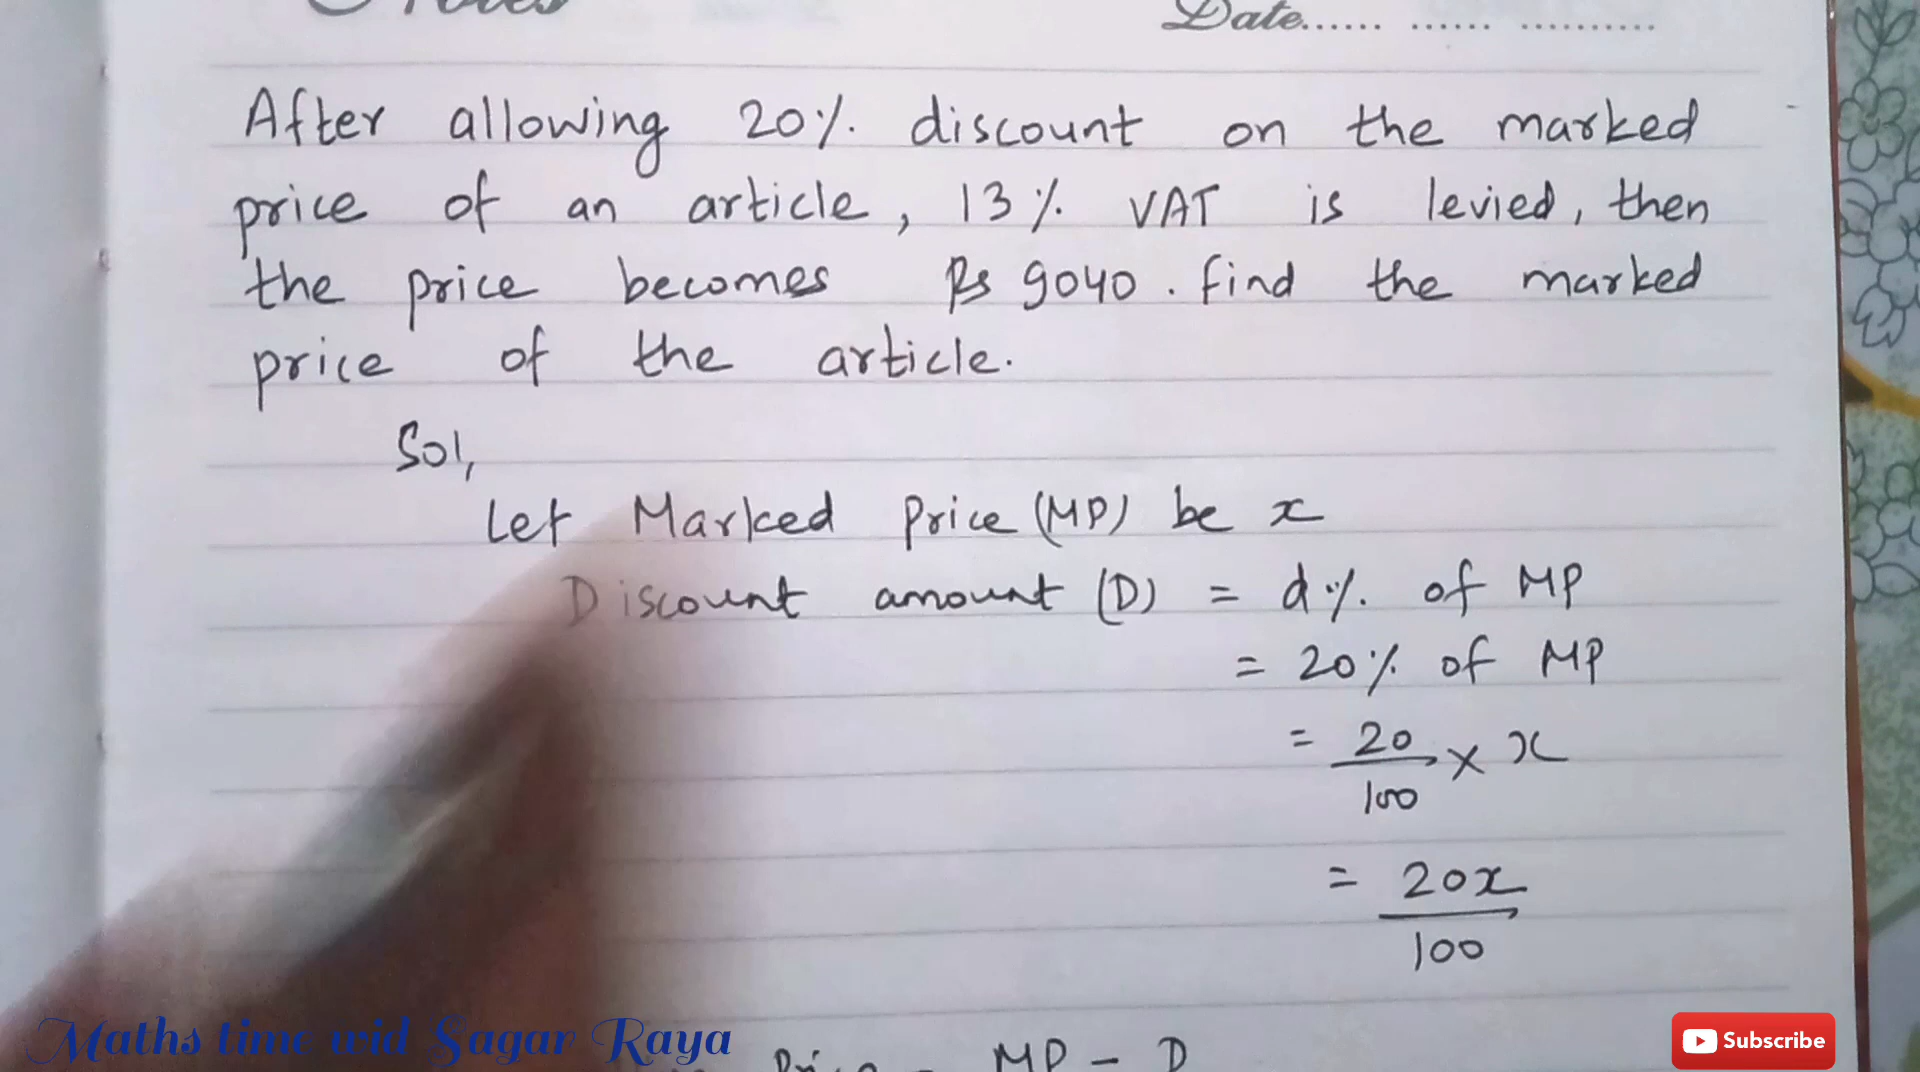 Notes
Date...... ...... ..........
After allowing 20% discount on the marked
price of an article, 13% VAT is levied, then
the price becomes Rs 9040. find the marked
price of the article.
Sol,
Let Marked Price (MP) be x
Discount amount (D) = d% of MP
= 20% of MP
= 20/100 × x
= 20x/100
Price = MP - D
Maths time wid Sagar Raya
Subscribe